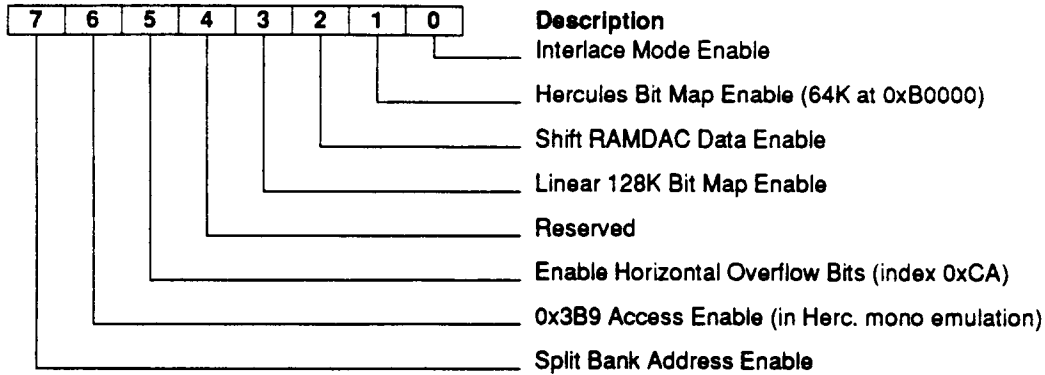 7 6 5 4 3 2 1 0 Description
Interlace Mode Enable
Hercules Bit Map Enable (64K at 0xB0000)
Shift RAMDAC Data Enable
Linear 128K Bit Map Enable
Reserved
Enable Horizontal Overflow Bits (index 0xCA)
0x3B9 Access Enable (in Herc. mono emulation)
Split Bank Address Enable